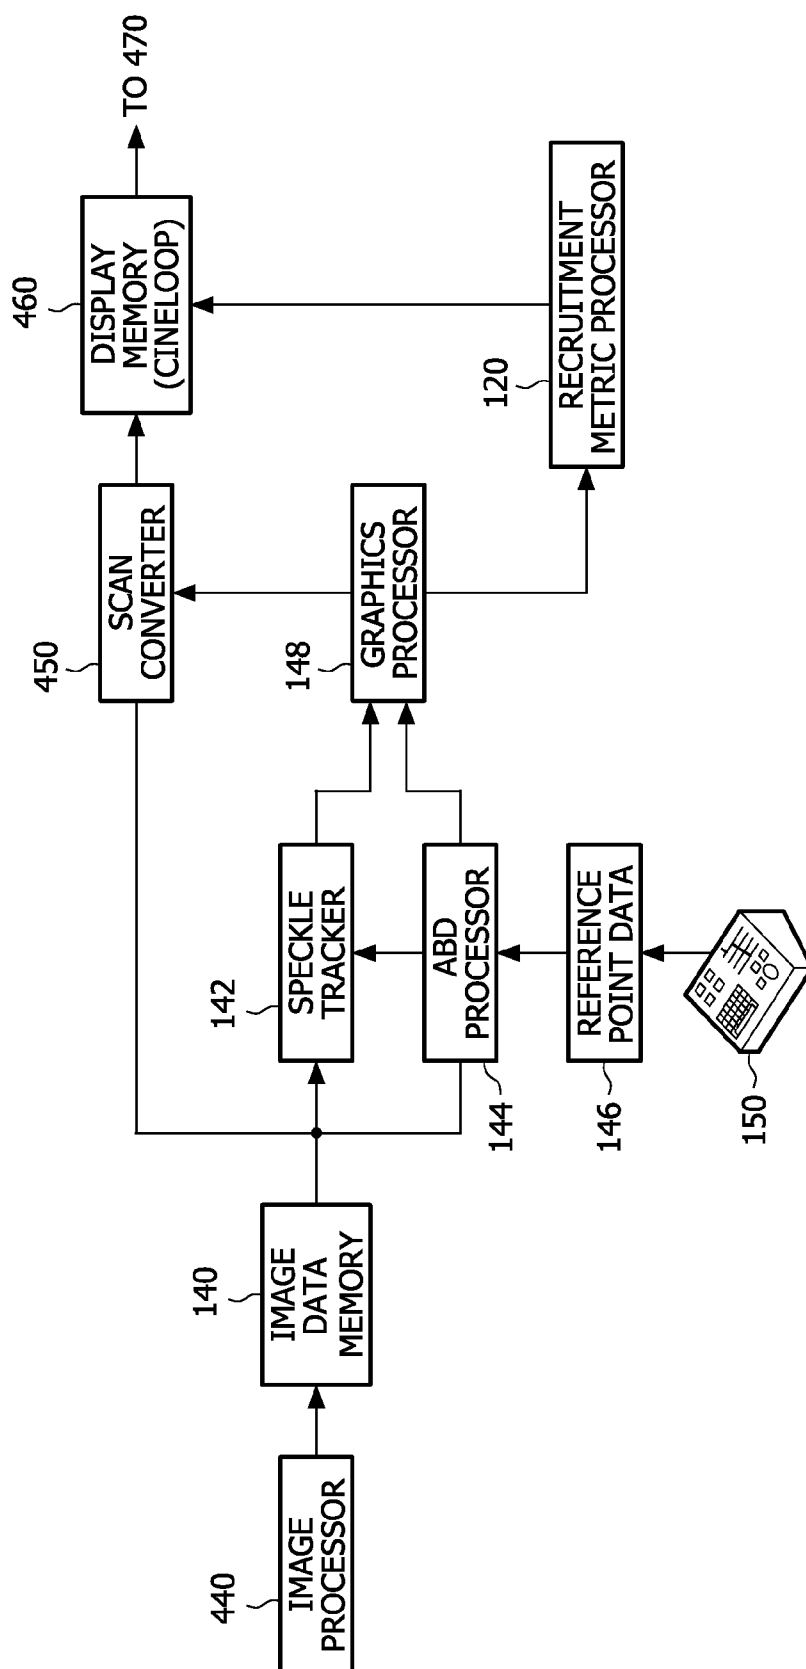 440
IMAGE
PROCESSOR
140
IMAGE
DATA
MEMORY
142
SPECKLE
TRACKER
144
ABD
PROCESSOR
146
REFERENCE
POINT DATA
150
148
GRAPHICS
PROCESSOR
450
SCAN
CONVERTER
460
DISPLAY
MEMORY
(CINELOOP)
TO 470
120
RECRUITMENT
METRIC PROCESSOR